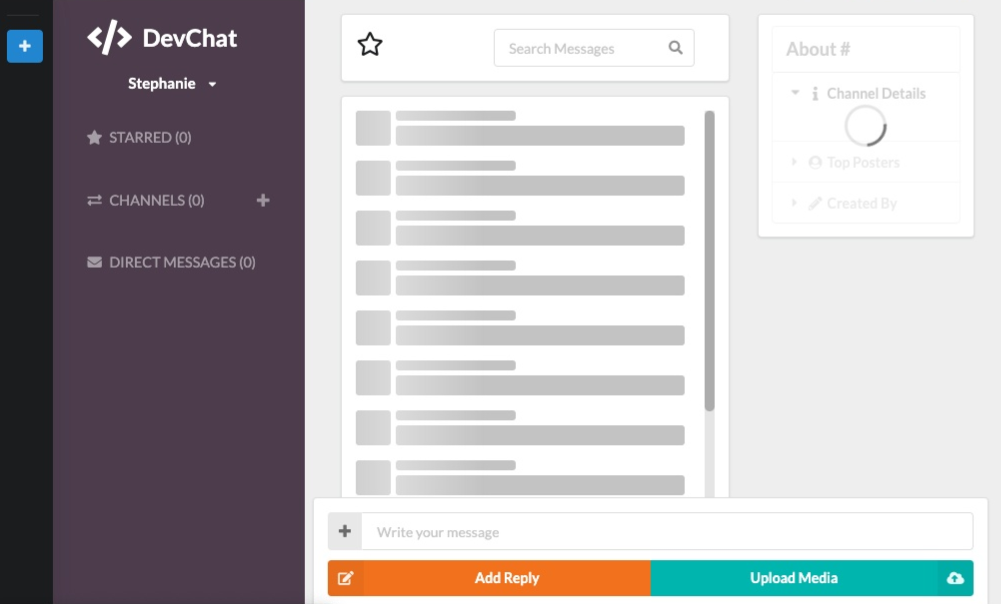 </> DevChat
Stephanie
STARRED (0)
CHANNELS (0)
DIRECT MESSAGES (0)
Search Messages
About #
Channel Details
Top Posters
Created By
Write your message
Add Reply
Upload Media